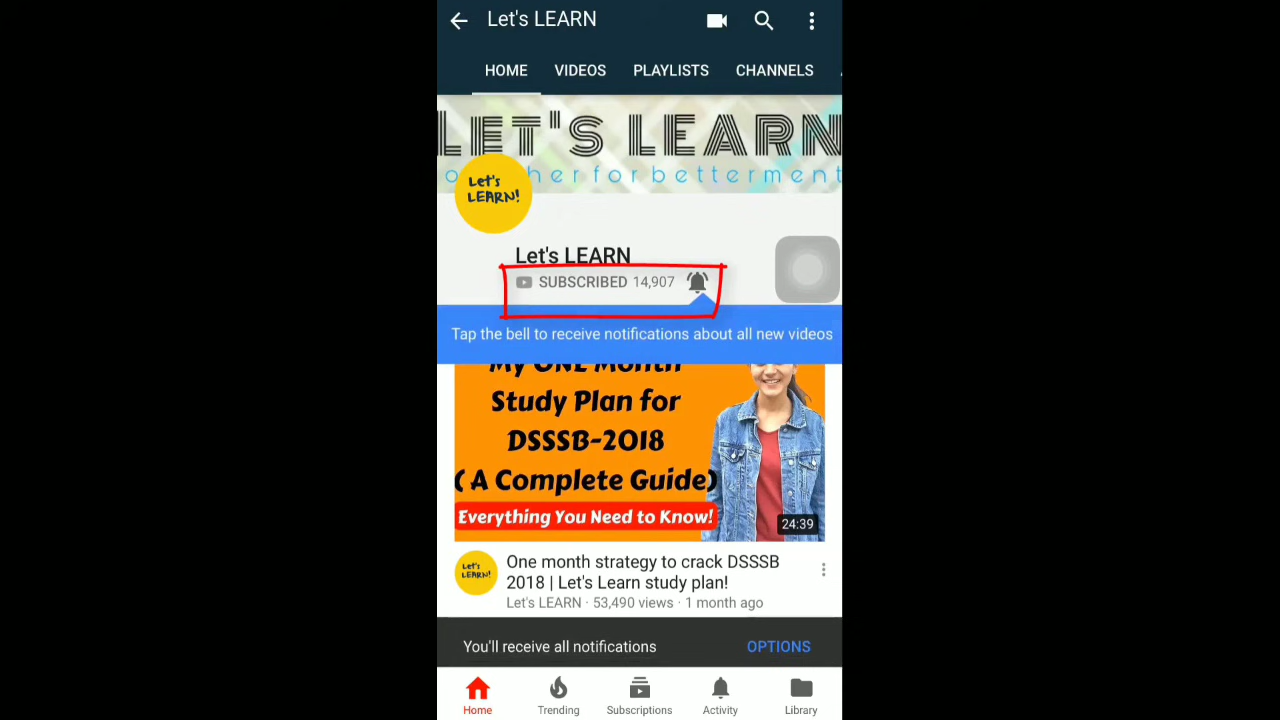 Let's LEARN
HOME VIDEOS PLAYLISTS CHANNELS
LET'S LEARN
her for betterment
Let's
LEARN!
Let's LEARN
SUBSCRIBED 14,907
Tap the bell to receive notifications about all new videos
My ONE Month
Study Plan for
DSSSB-2018
( A Complete Guide)
Everything You Need to Know!
24:39
Let's
LEARN!
One month strategy to crack DSSSB
2018 | Let's Learn study plan!
Let's LEARN · 53,490 views · 1 month ago
You'll receive all notifications OPTIONS
Home Trending Subscriptions Activity Library